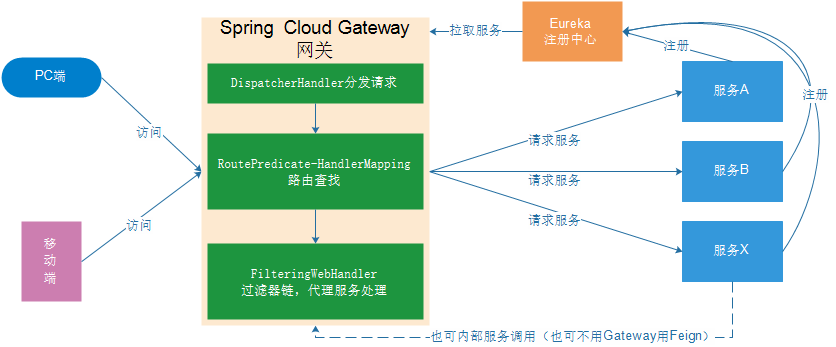 Spring Cloud Gateway
网关
Eureka
注册中心
拉取服务
注册
PC端
DispatcherHandler分发请求
服务A
注册
访问
请求服务
RoutePredicate-HandlerMapping
路由查找
请求服务
服务B
访问
请求服务
移
动
端
服务X
FilteringWebHandler
过滤器链，代理服务处理
也可内部服务调用（也可不用Gateway用Feign）